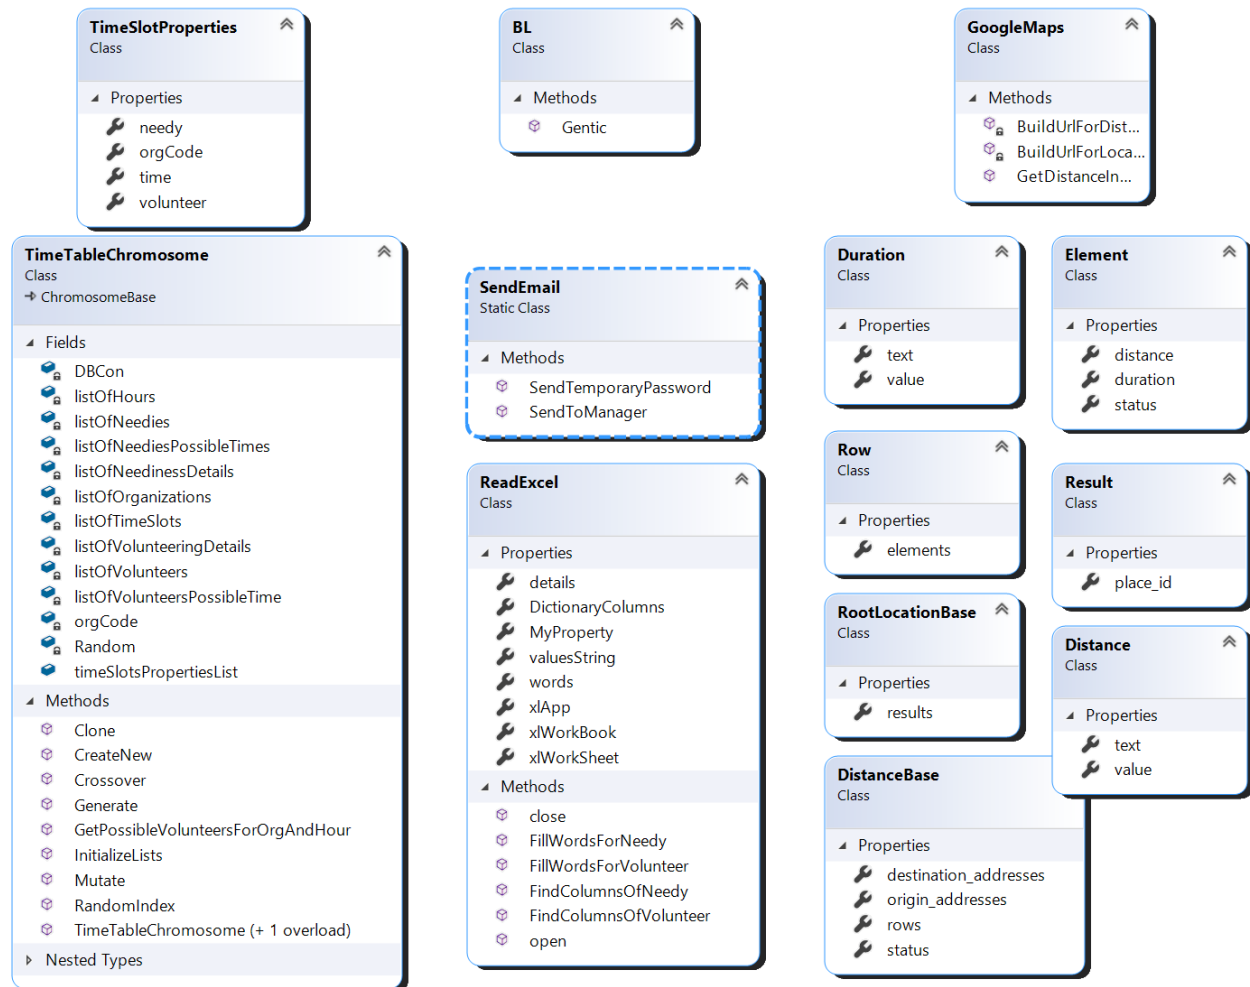 TimeSlotProperties
Class
Properties
needy
orgCode
time
volunteer
BL
Class
Methods
Gentic
GoogleMaps
Class
Methods
BuildUrlForDist...
BuildUrlForLoca...
GetDistanceIn...
TimeTableChromosome
Class
ChromosomeBase
Fields
DBCon
listOfHours
listOfNeedies
listOfNeediesPossibleTimes
listOfNeedinessDetails
listOfOrganizations
listOfTimeSlots
listOfVolunteeringDetails
listOfVolunteers
listOfVolunteersPossibleTime
orgCode
Random
timeSlotsPropertiesList
Methods
Clone
CreateNew
Crossover
Generate
GetPossibleVolunteersForOrgAndHour
InitializeLists
Mutate
RandomIndex
TimeTableChromosome (+ 1 overload)
Nested Types
SendEmail
Static Class
Methods
SendTemporaryPassword
SendToManager
ReadExcel
Class
Properties
details
DictionaryColumns
MyProperty
valuesString
words
xlApp
xlWorkBook
xlWorkSheet
Methods
close
FillWordsForNeedy
FillWordsForVolunteer
FindColumnsOfNeedy
FindColumnsOfVolunteer
open
Duration
Class
Properties
text
value
Element
Class
Properties
distance
duration
status
Row
Class
Properties
elements
Result
Class
Properties
place_id
RootLocationBase
Class
Properties
results
Distance
Class
Properties
text
value
DistanceBase
Class
Properties
destination_addresses
origin_addresses
rows
status